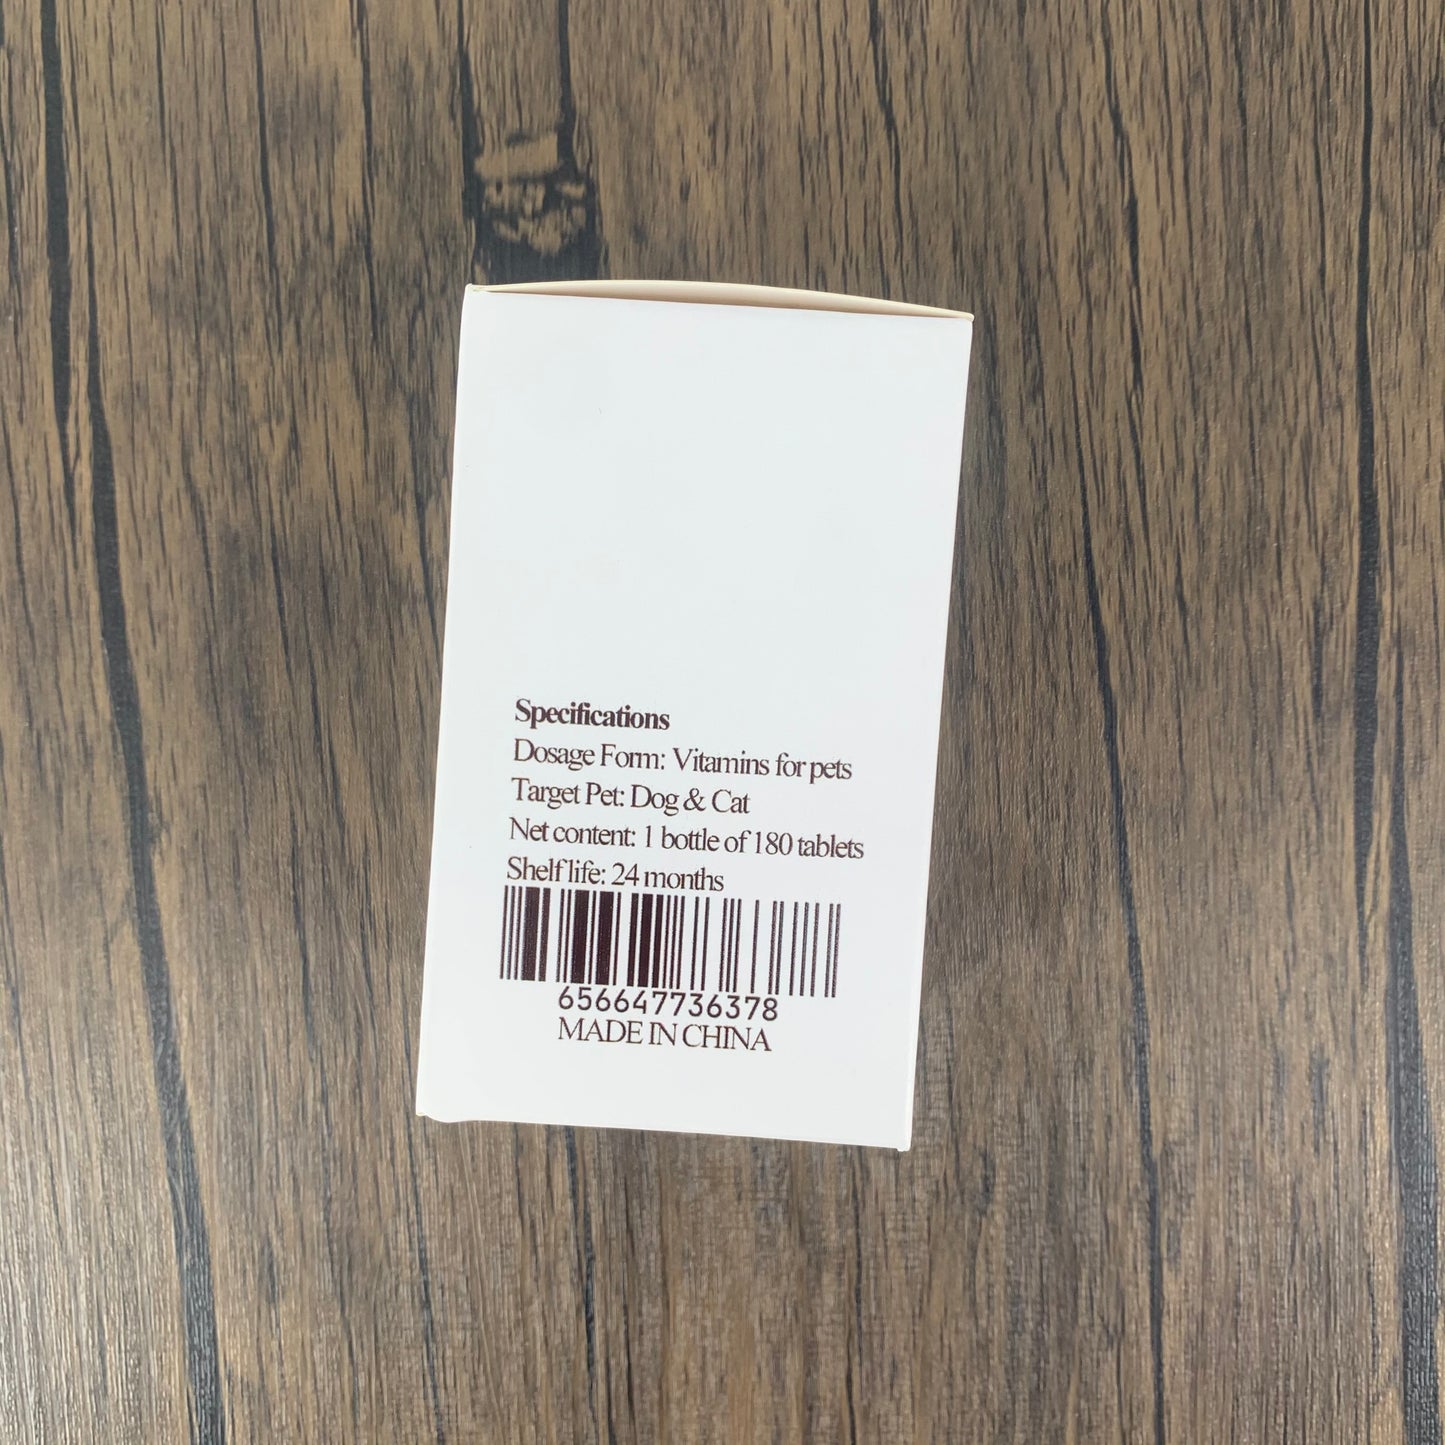 Specifications
Dosage Form: Vitamins for pets
Target Pet: Dog & Cat
Net content: 1 bottle of 180 tablets
Shelf life: 24 months
656647736378
MADE IN CHINA